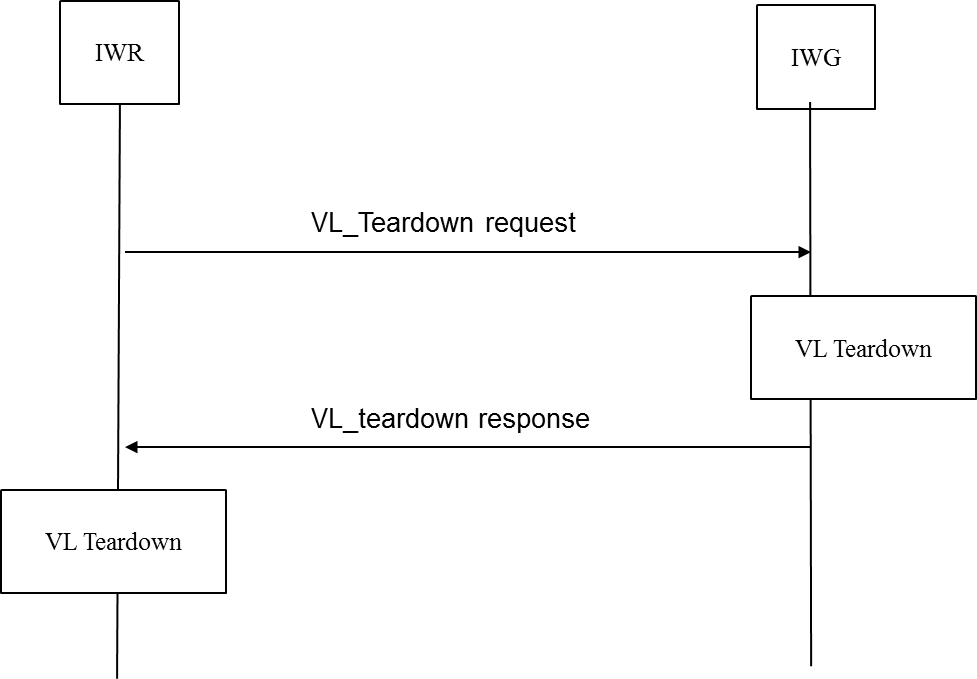 IWR
IWG
VL_Teardown request
VL Teardown
VL_teardown response
VL Teardown